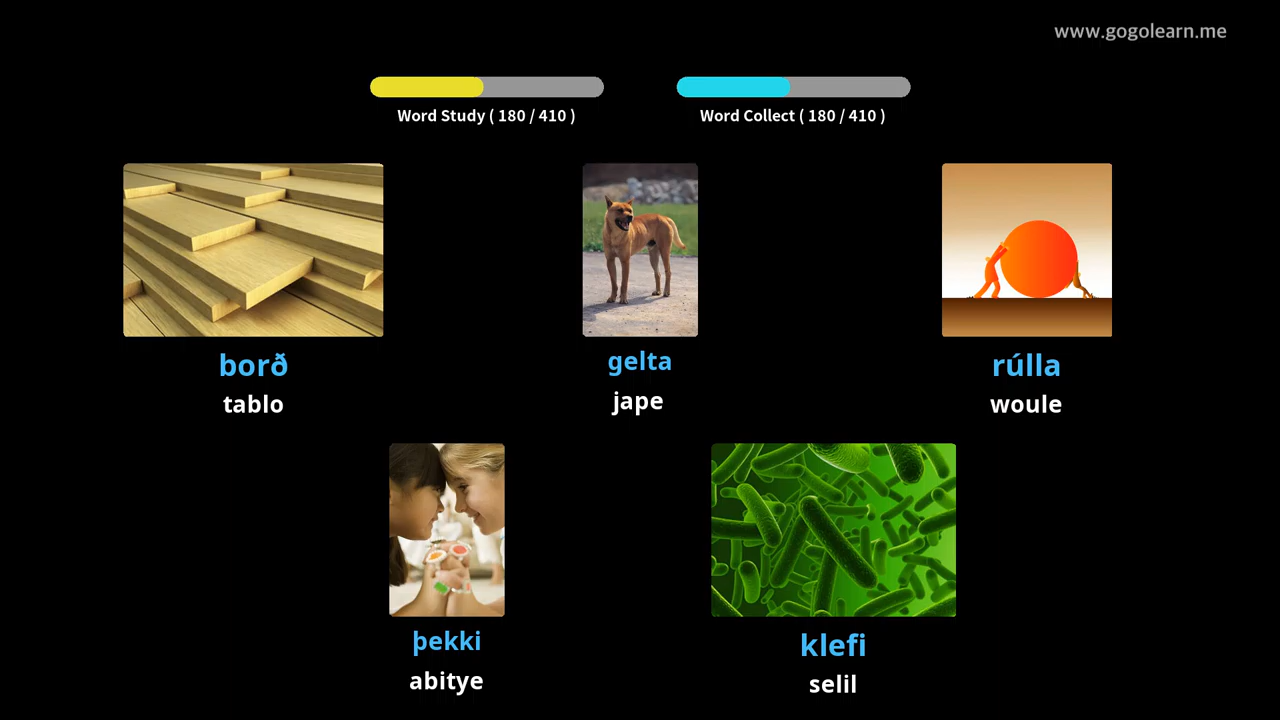 www.gogolearn.me
Word Study ( 180 / 410 )
Word Collect ( 180 / 410 )
borð
tablo
gelta
jape
rúlla
woule
þekki
abitye
klefi
selil